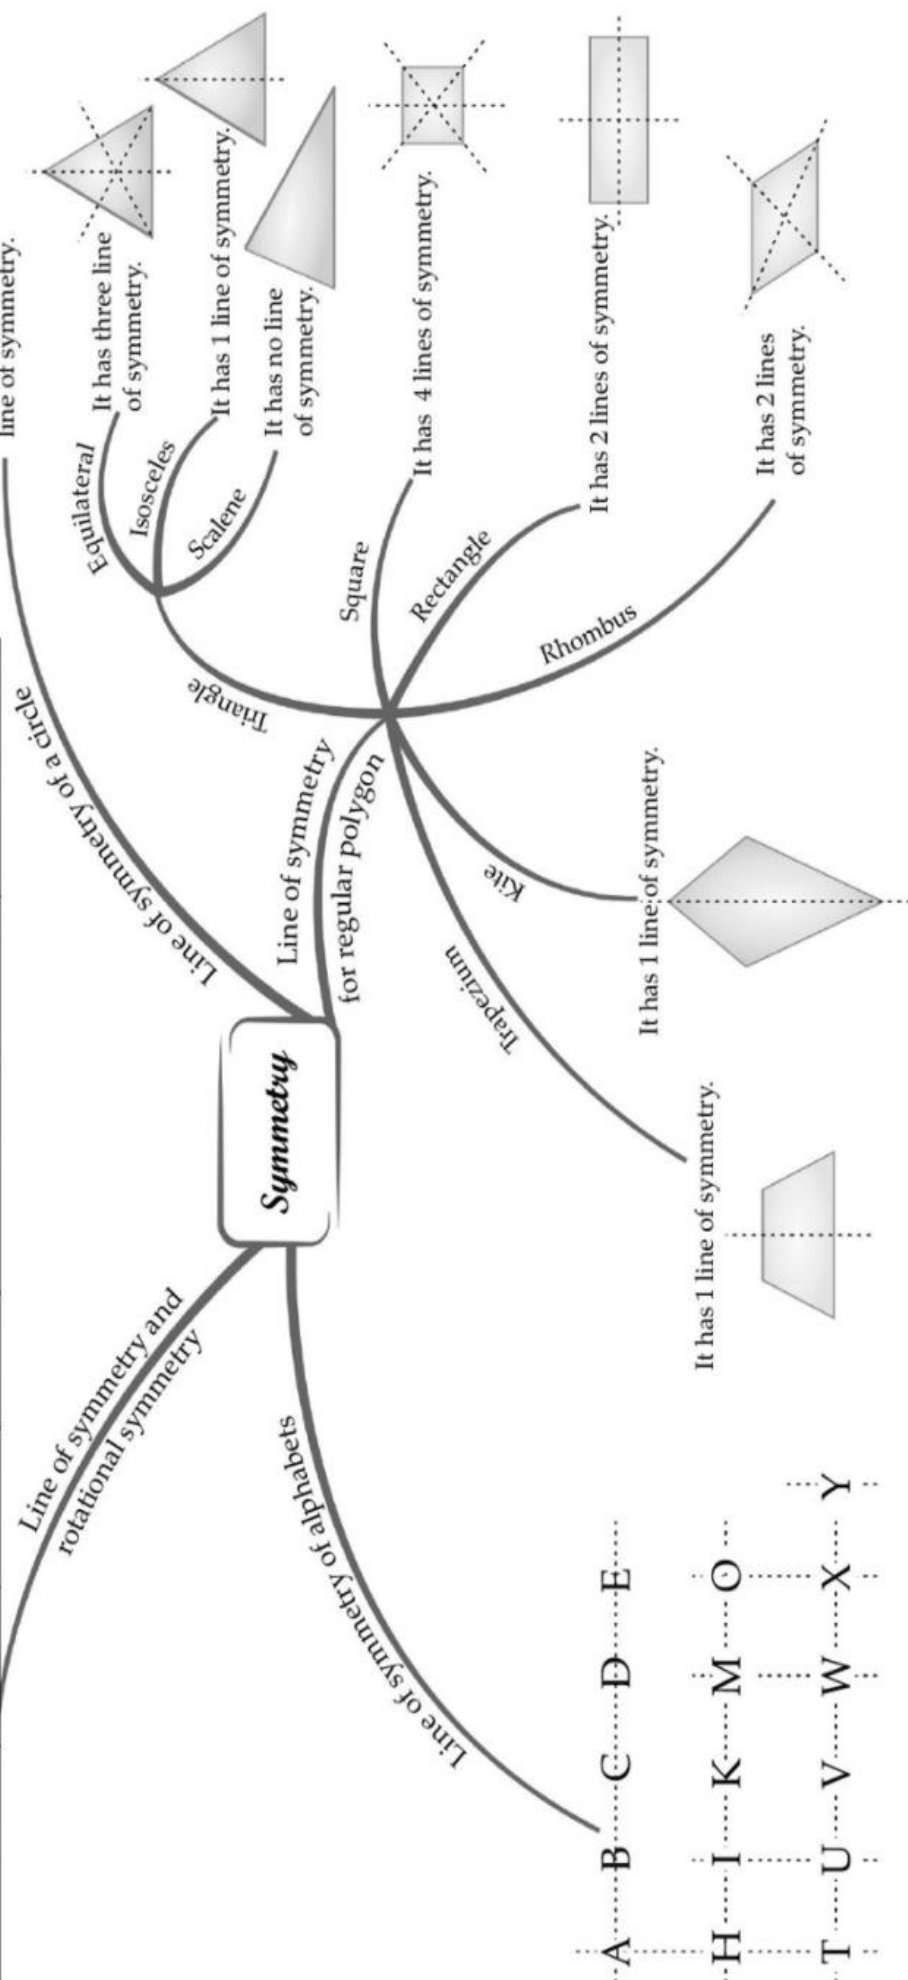 Symmetry
Line of symmetry of a circle
line of symmetry.
Line of symmetry
for regular polygon
Triangle
Equilateral
It has three line
of symmetry.
Isosceles
It has 1 line of symmetry.
Scalene
It has no line
of symmetry.
Square
It has 4 lines of symmetry.
Rectangle
It has 2 lines of symmetry.
Rhombus
It has 2 lines
of symmetry.
Kite
It has 1 line of symmetry.
Trapezium
It has 1 line of symmetry.
Line of symmetry and
rotational symmetry
Line of symmetry of alphabets
A B C D E
H I K M O
T U V W X Y